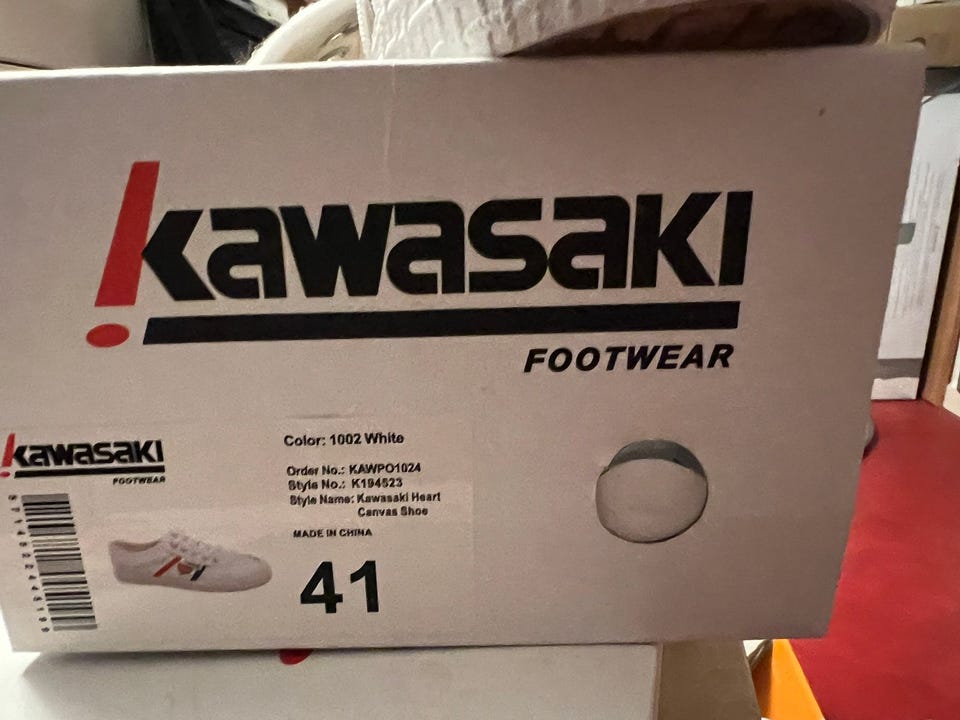 Kawasaki
FOOTWEAR
Kawasaki
FOOTWEAR
Color: 1002 White
Order No.: KAWPO1024
Style No.: K194523
Style Name: Kawasaki Heart
Canvas Shoe
MADE IN CHINA
41